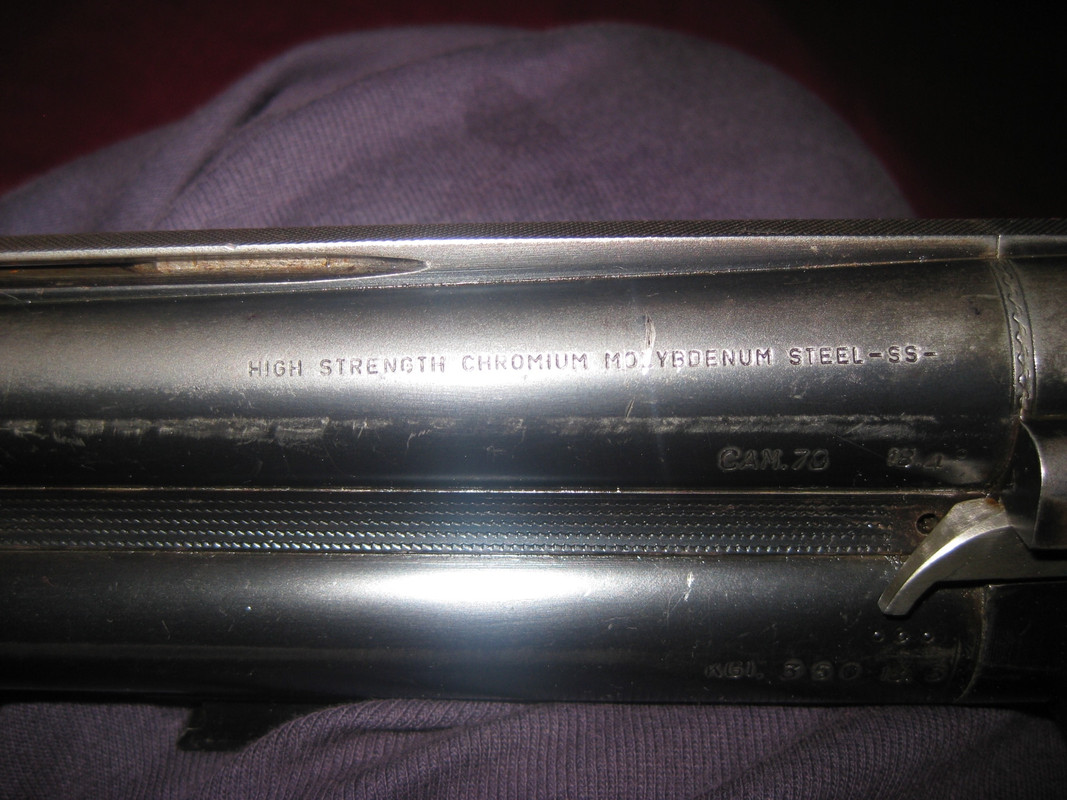 HIGH STRENGTH CHROMIUM MO.YBDENUM STEEL-SS-
CAN.70